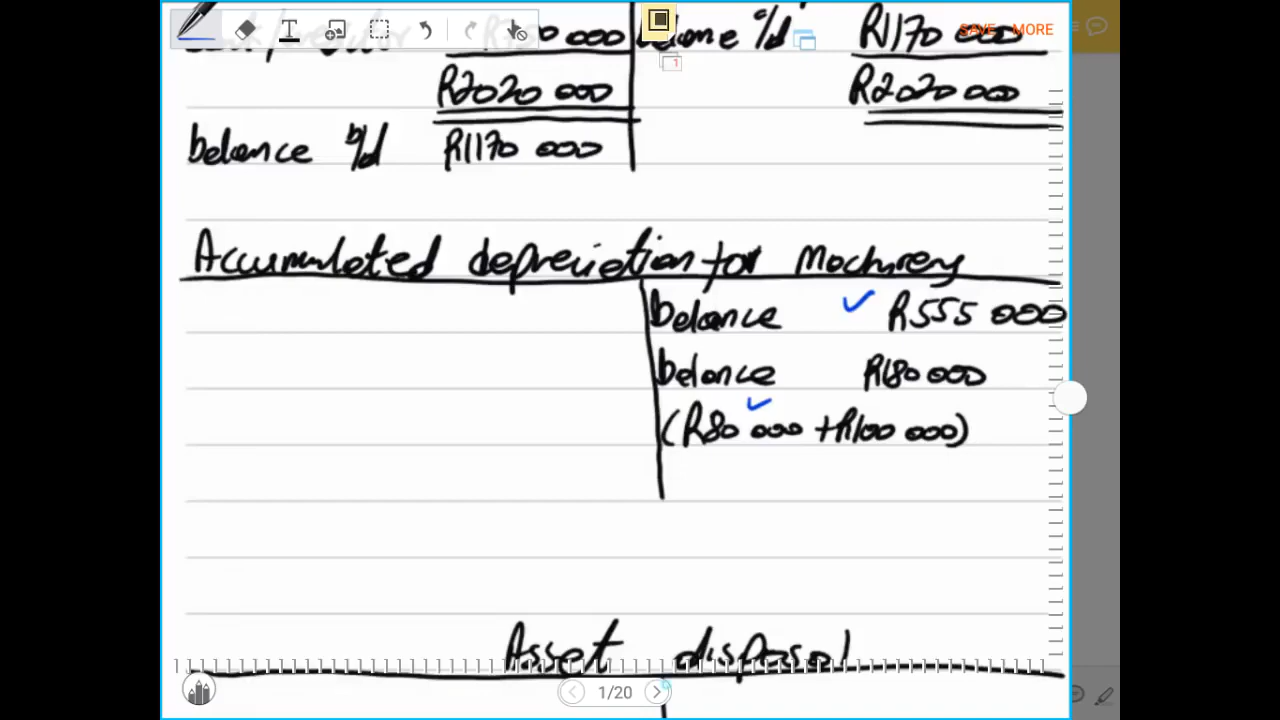 SAVE MORE
000 balance c/d R1170 000
R2020 000 R2020 000
balance b/d R1170 000
Accumulated depreciation for Machinery
balance R555 000
balance R180 000
(R80 000 + R100 000)
Asset disposal
1/20